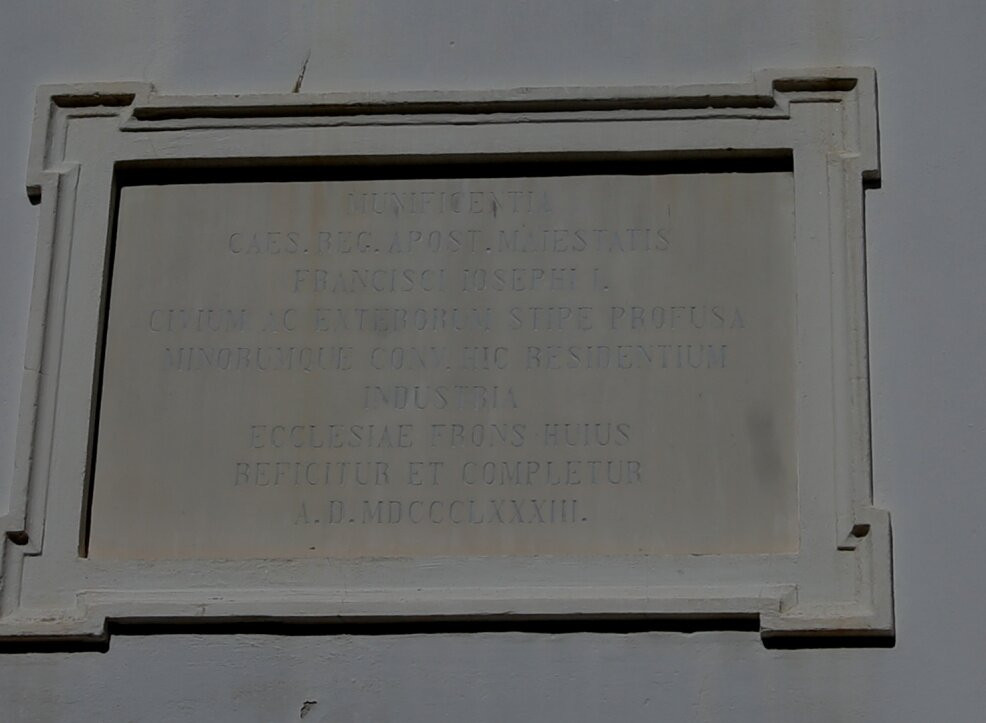 MUNIFICENTIA
CAES. REG. APOST. MAIESTATIS
FRANCISCI IOSEPHI I.
CIVIUM AC EXTERORUM STIPE PROFUSA
MINORUMQUE CONV. HIC RESIDENTIUM
INDUSTRIA
ECCLESIAE FRONS HUIUS
REFICITUR ET COMPLETUR
A.D.MDCCCLXXXIII.